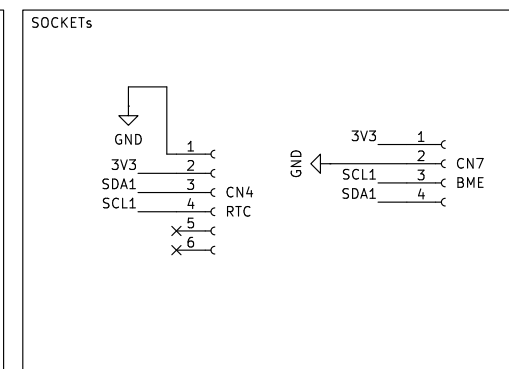 SOCKETs
GND
1
3V3 2
SDA1 3 CN4
SCL1 4 RTC
5
6
3V3 1
GND 2 CN7
SCL1 3 BME
SDA1 4